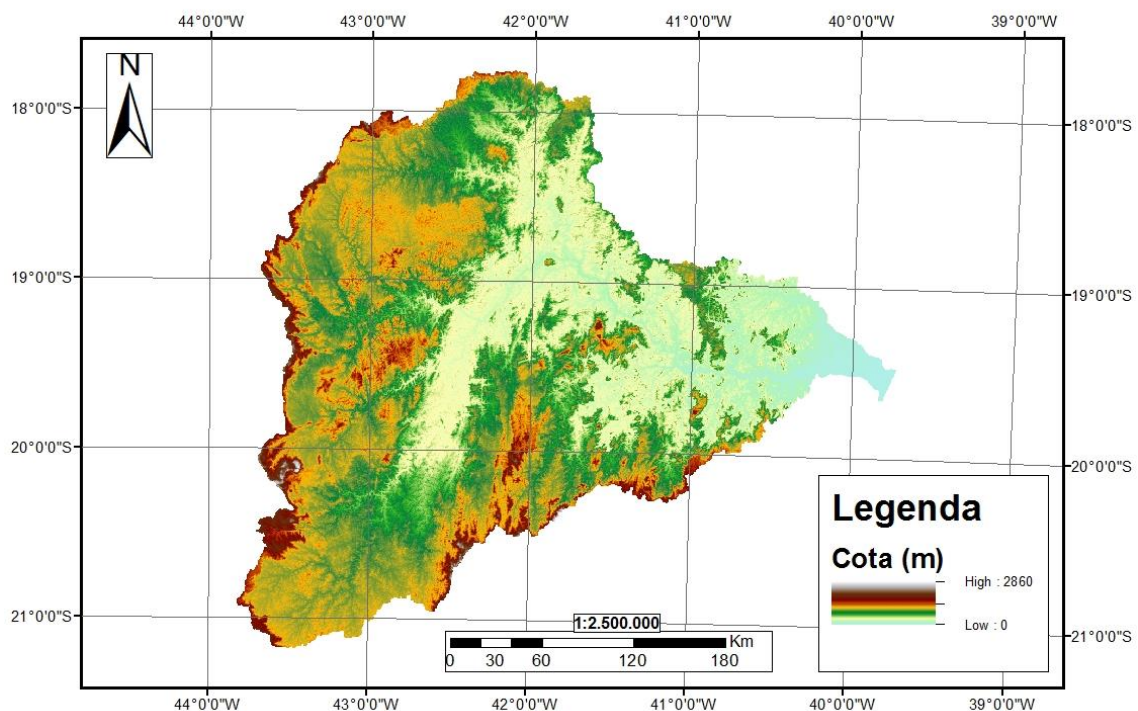 44°0'0"W 43°0'0"W 42°0'0"W 41°0'0"W 40°0'0"W 39°0'0"W
N
18°0'0"S
18°0'0"S
19°0'0"S
19°0'0"S
20°0'0"S
20°0'0"S
21°0'0"S
21°0'0"S
Legenda
Cota (m)
High : 2860
Low : 0
1:2.500.000
Km
0 30 60 120 180
44°0'0"W 43°0'0"W 42°0'0"W 41°0'0"W 40°0'0"W 39°0'0"W